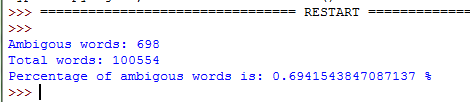 >>> ================================ RESTART ==============
>>>
Ambigous words: 698
Total words: 100554
Percentage of ambigous words is: 0.6941543847087137 %
>>>